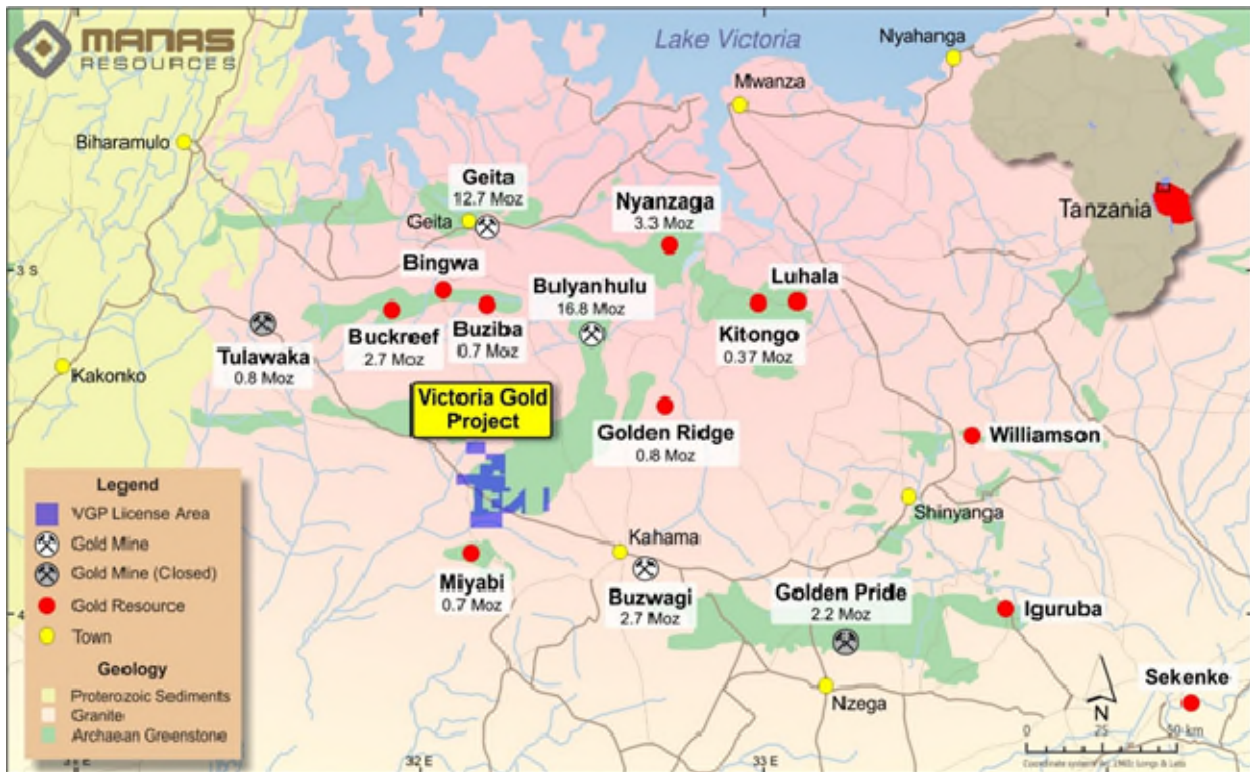 MANAS
RESOURCES
Lake Victoria
Nyahanga
Mwanza
Biharamulo
Tanzania
Geita
12.7 Moz
Geita
Nyanzaga
3.3 Moz
3 S
Bingwa
Bulyanhulu
16.8 Moz
Luhala
Buckreef
2.7 Moz
Buziba
0.7 Moz
Kitongo
0.37 Moz
Tulawaka
0.8 Moz
Kakonko
Victoria Gold
Project
Golden Ridge
0.8 Moz
Williamson
Shinyanga
Kahama
Miyabi
0.7 Moz
Buzwagi
2.7 Moz
Golden Pride
2.2 Moz
Iguruba
Nzega
Sekenke
Legend
VGP License Area
Gold Mine
Gold Mine (Closed)
Gold Resource
Town
Geology
Proterozoic Sediments
Granite
Archaean Greenstone
N
0 25 50 km
32 E
33 E